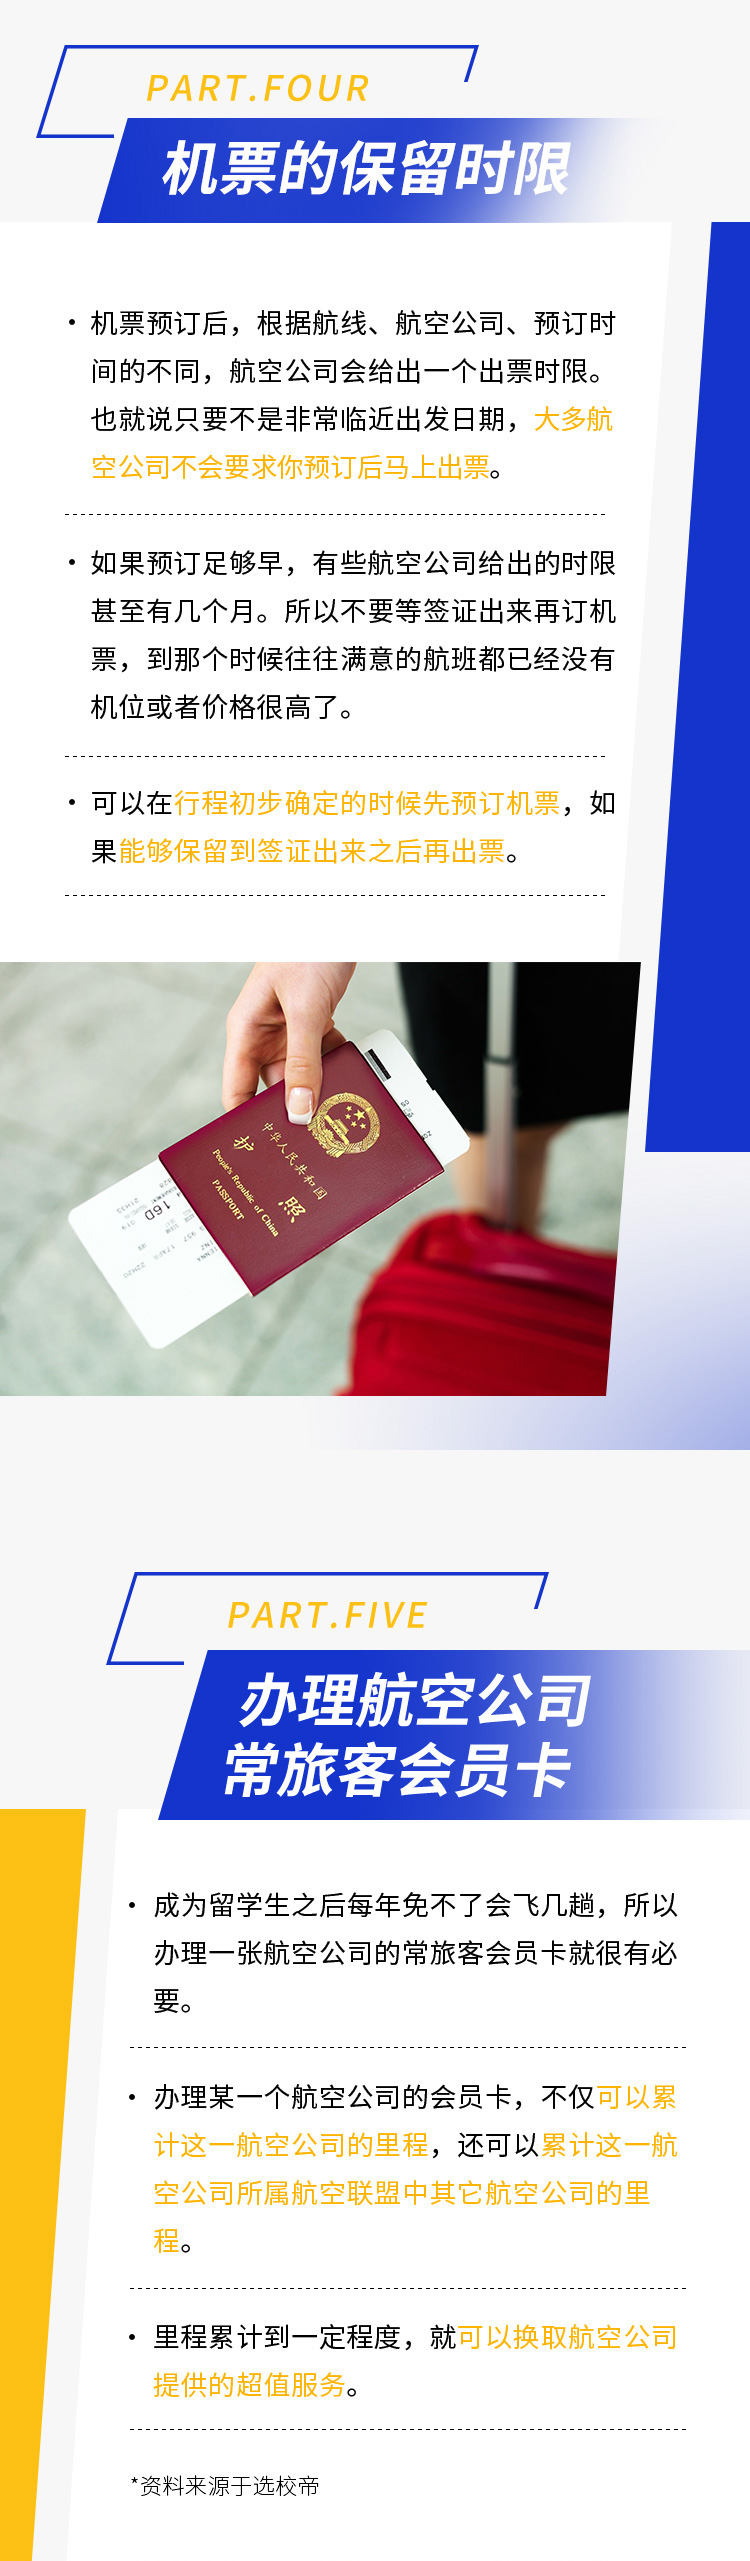 PART.FOUR
机票的保留时限
· 机票预订后，根据航线、航空公司、预订时
间的不同，航空公司会给出一个出票时限。
也就说只要不是非常临近出发日期，大多航
空公司不会要求你预订后马上出票。
· 如果预订足够早，有些航空公司给出的时限
甚至有几个月。所以不要等签证出来再订机
票，到那个时候往往满意的航班都已经没有
机位或者价格很高了。
· 可以在行程初步确定的时候先预订机票，如
果能够保留到签证出来之后再出票。
中华人民共和国
护 照
People's Republic of China
PASSPORT
16D
PART.FIVE
办理航空公司
常旅客会员卡
· 成为留学生之后每年免不了会飞几趟，所以
办理一张航空公司的常旅客会员卡就很有必
要。
· 办理某一个航空公司的会员卡，不仅可以累
计这一航空公司的里程，还可以累计这一航
空公司所属航空联盟中其它航空公司的里
程。
· 里程累计到一定程度，就可以换取航空公司
提供的超值服务。
*资料来源于选校帝